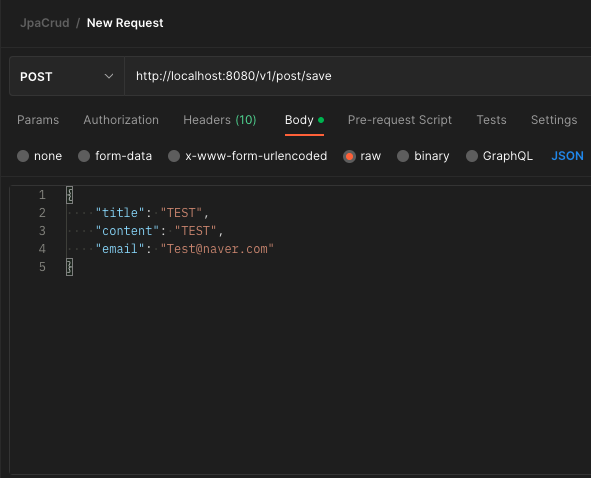 JpaCrud / New Request
POST http://localhost:8080/v1/post/save
Params Authorization Headers (10) Body Pre-request Script Tests Settings
none form-data x-www-form-urlencoded raw binary GraphQL JSON
1 {
2 "title": "TEST",
3 "content": "TEST",
4 "email": "Test@naver.com"
5 }